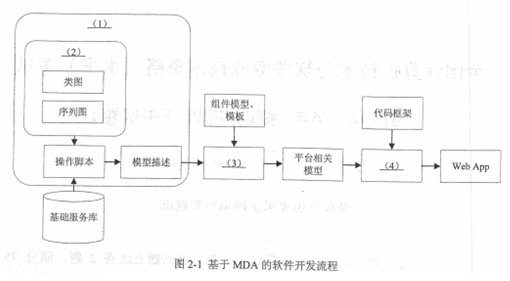 （1）
（2）
类图
序列图
操作脚本
模型描述
基础服务库
组件模型、
模板
（3）
平台相关
模型
代码框架
（4）
Web App
图 2-1 基于 MDA 的软件开发流程